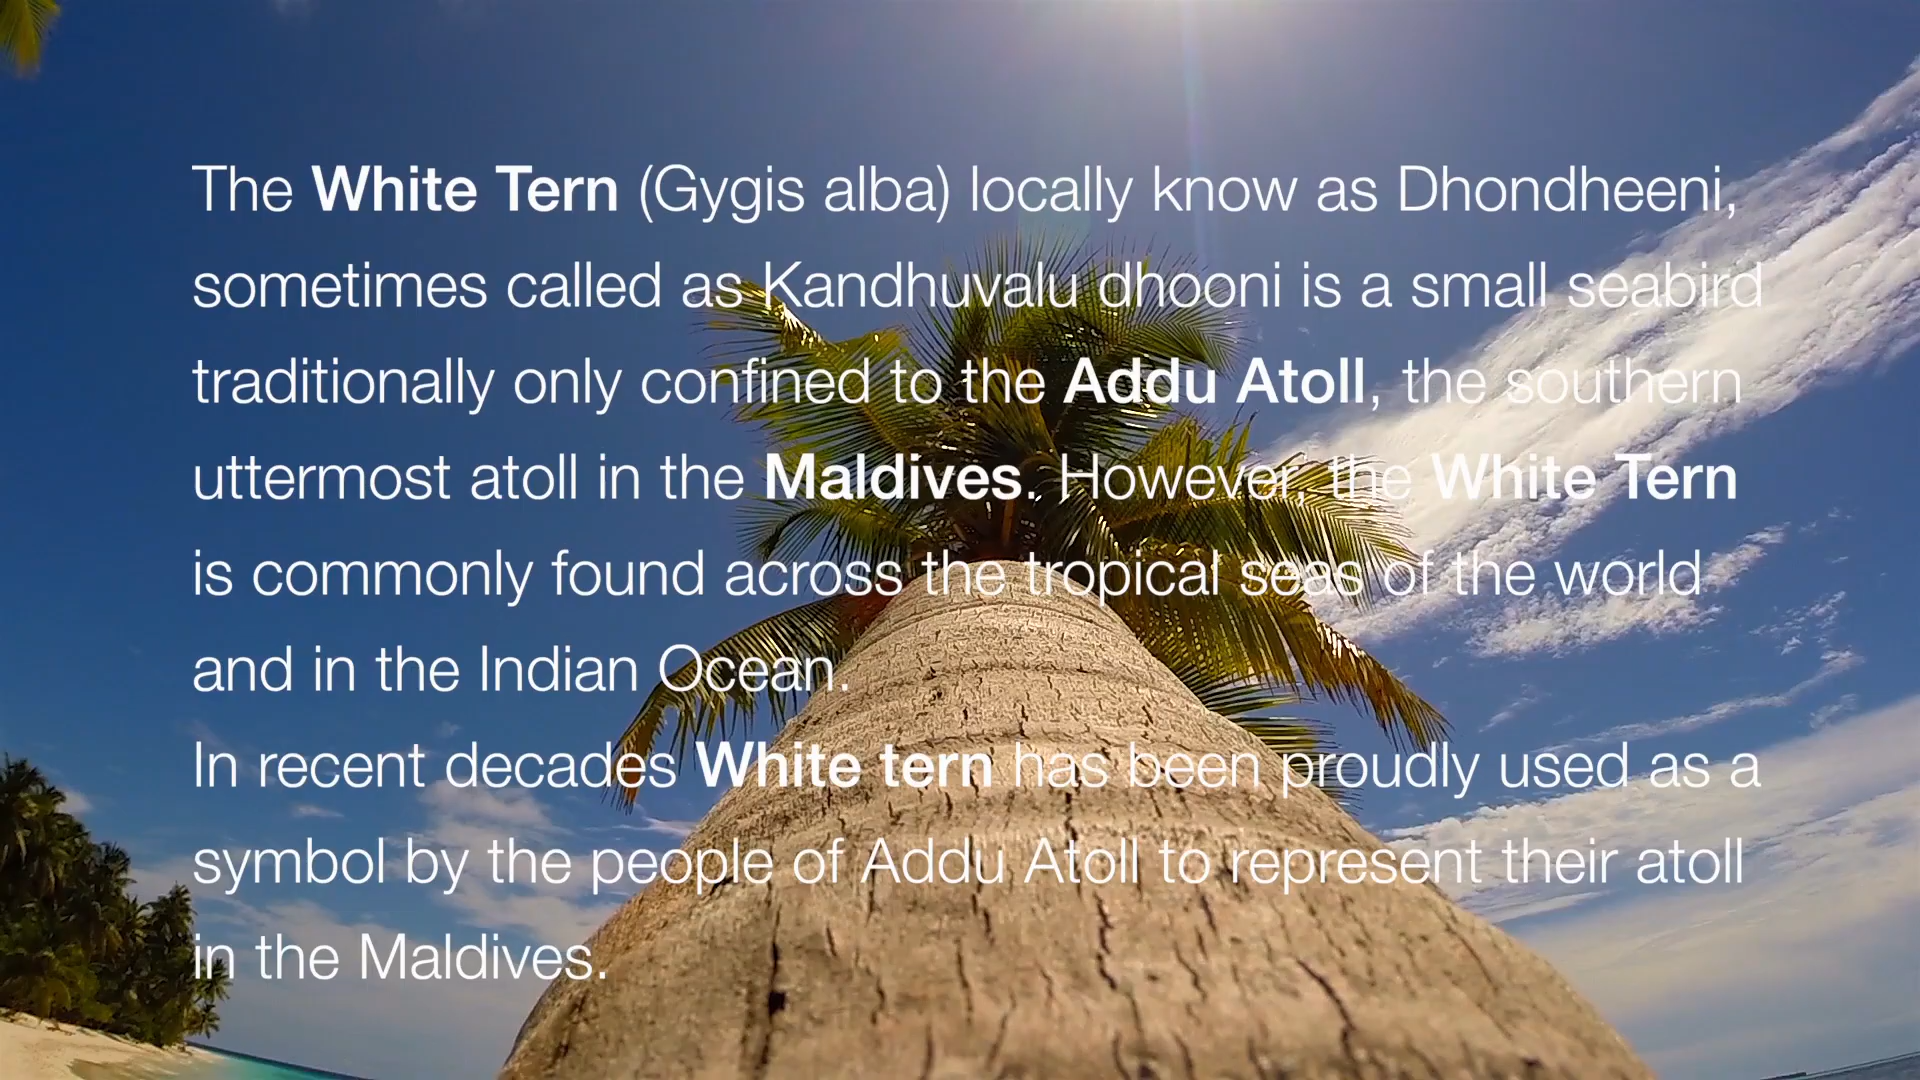 The White Tern (Gygis alba) locally know as Dhondheeni,
sometimes called as Kandhuvalu dhooni is a small seabird
traditionally only confined to the Addu Atoll, the southern
uttermost atoll in the Maldives. However, the White Tern
is commonly found across the tropical seas of the world
and in the Indian Ocean.
In recent decades White tern has been proudly used as a
symbol by the people of Addu Atoll to represent their atoll
in the Maldives.